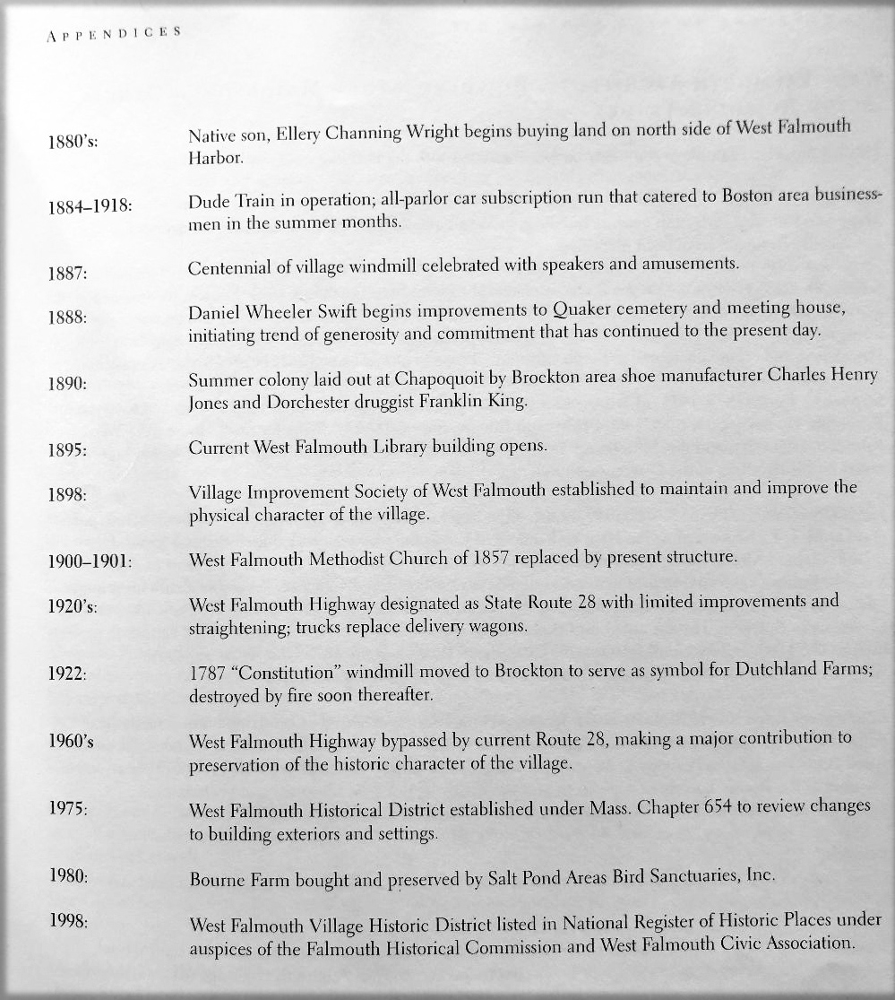 APPENDICES
1880's:
Native son, Ellery Channing Wright begins buying land on north side of West Falmouth
Harbor.
1884–1918:
Dude Train in operation; all-parlor car subscription run that catered to Boston area business-
men in the summer months.
1887:
Centennial of village windmill celebrated with speakers and amusements.
1888:
Daniel Wheeler Swift begins improvements to Quaker cemetery and meeting house,
initiating trend of generosity and commitment that has continued to the present day.
1890:
Summer colony laid out at Chapoquoit by Brockton area shoe manufacturer Charles Henry
Jones and Dorchester druggist Franklin King.
1895:
Current West Falmouth Library building opens.
1898:
Village Improvement Society of West Falmouth established to maintain and improve the
physical character of the village.
1900–1901:
West Falmouth Methodist Church of 1857 replaced by present structure.
1920's:
West Falmouth Highway designated as State Route 28 with limited improvements and
straightening; trucks replace delivery wagons.
1922:
1787 “Constitution” windmill moved to Brockton to serve as symbol for Dutchland Farms;
destroyed by fire soon thereafter.
1960's
West Falmouth Highway bypassed by current Route 28, making a major contribution to
preservation of the historic character of the village.
1975:
West Falmouth Historical District established under Mass. Chapter 654 to review changes
to building exteriors and settings.
1980:
Bourne Farm bought and preserved by Salt Pond Areas Bird Sanctuaries, Inc.
1998:
West Falmouth Village Historic District listed in National Register of Historic Places under
auspices of the Falmouth Historical Commission and West Falmouth Civic Association.